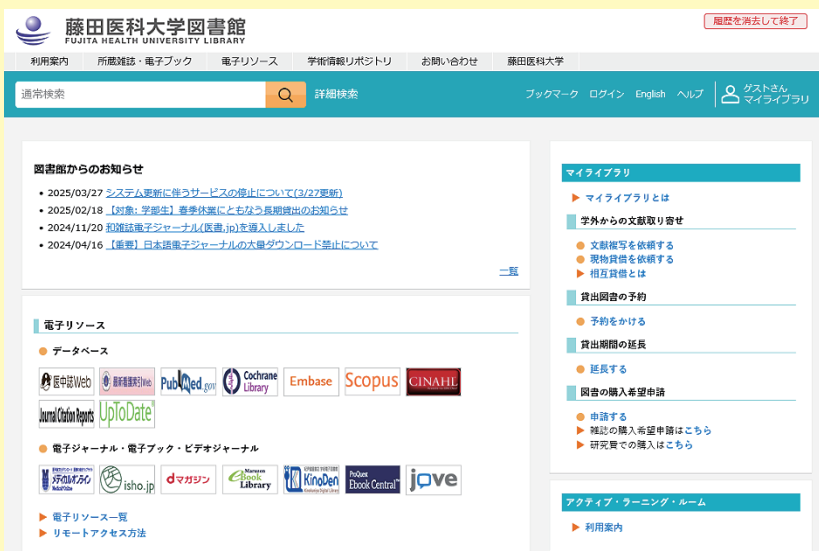 藤田医科大学図書館
FUJITA HEALTH UNIVERSITY LIBRARY
履歴を消去して終了
利用案内 所蔵雑誌・電子ブック 電子リソース 学術情報リポジトリ お問い合わせ 藤田医科大学
通常検索 詳細検索 ブックマーク ログイン English ヘルプ ゲストさん
マイライブラリ
図書館からのお知らせ
• 2025/03/27 システム更新に伴うサービスの停止について(3/27更新)
• 2025/02/18 【対象: 学部生】春季休業にともなう長期貸出のお知らせ
• 2024/11/20 和雑誌電子ジャーナル(医書.jp)を導入しました
• 2024/04/16 【重要】日本語電子ジャーナルの大量ダウンロード禁止について
一覧
電子リソース
データベース
医中誌Web 最新看護索引Web PubMed.gov Cochrane Library Embase Scopus CINAHL
Journal Citation Reports UpToDate
電子ジャーナル・電子ブック・ビデオジャーナル
メディカルオンライン Medical Online isho.jp dマガジン Maruzen eBook Library KinoDen ProQuest Ebook Central jove
電子リソース一覧
リモートアクセス方法
マイライブラリ
マイライブラリとは
学外からの文献取り寄せ
文献複写を依頼する
現物貸借を依頼する
相互貸借とは
貸出図書の予約
予約をかける
貸出期間の延長
延長する
図書の購入希望申請
申請する
雑誌の購入希望申請はこちら
研究費での購入はこちら
アクティブ・ラーニング・ルーム
利用案内